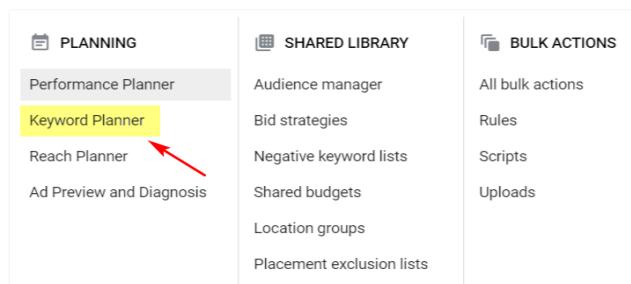 PLANNING
Performance Planner
Keyword Planner
Reach Planner
Ad Preview and Diagnosis
SHARED LIBRARY
Audience manager
Bid strategies
Negative keyword lists
Shared budgets
Location groups
Placement exclusion lists
BULK ACTIONS
All bulk actions
Rules
Scripts
Uploads